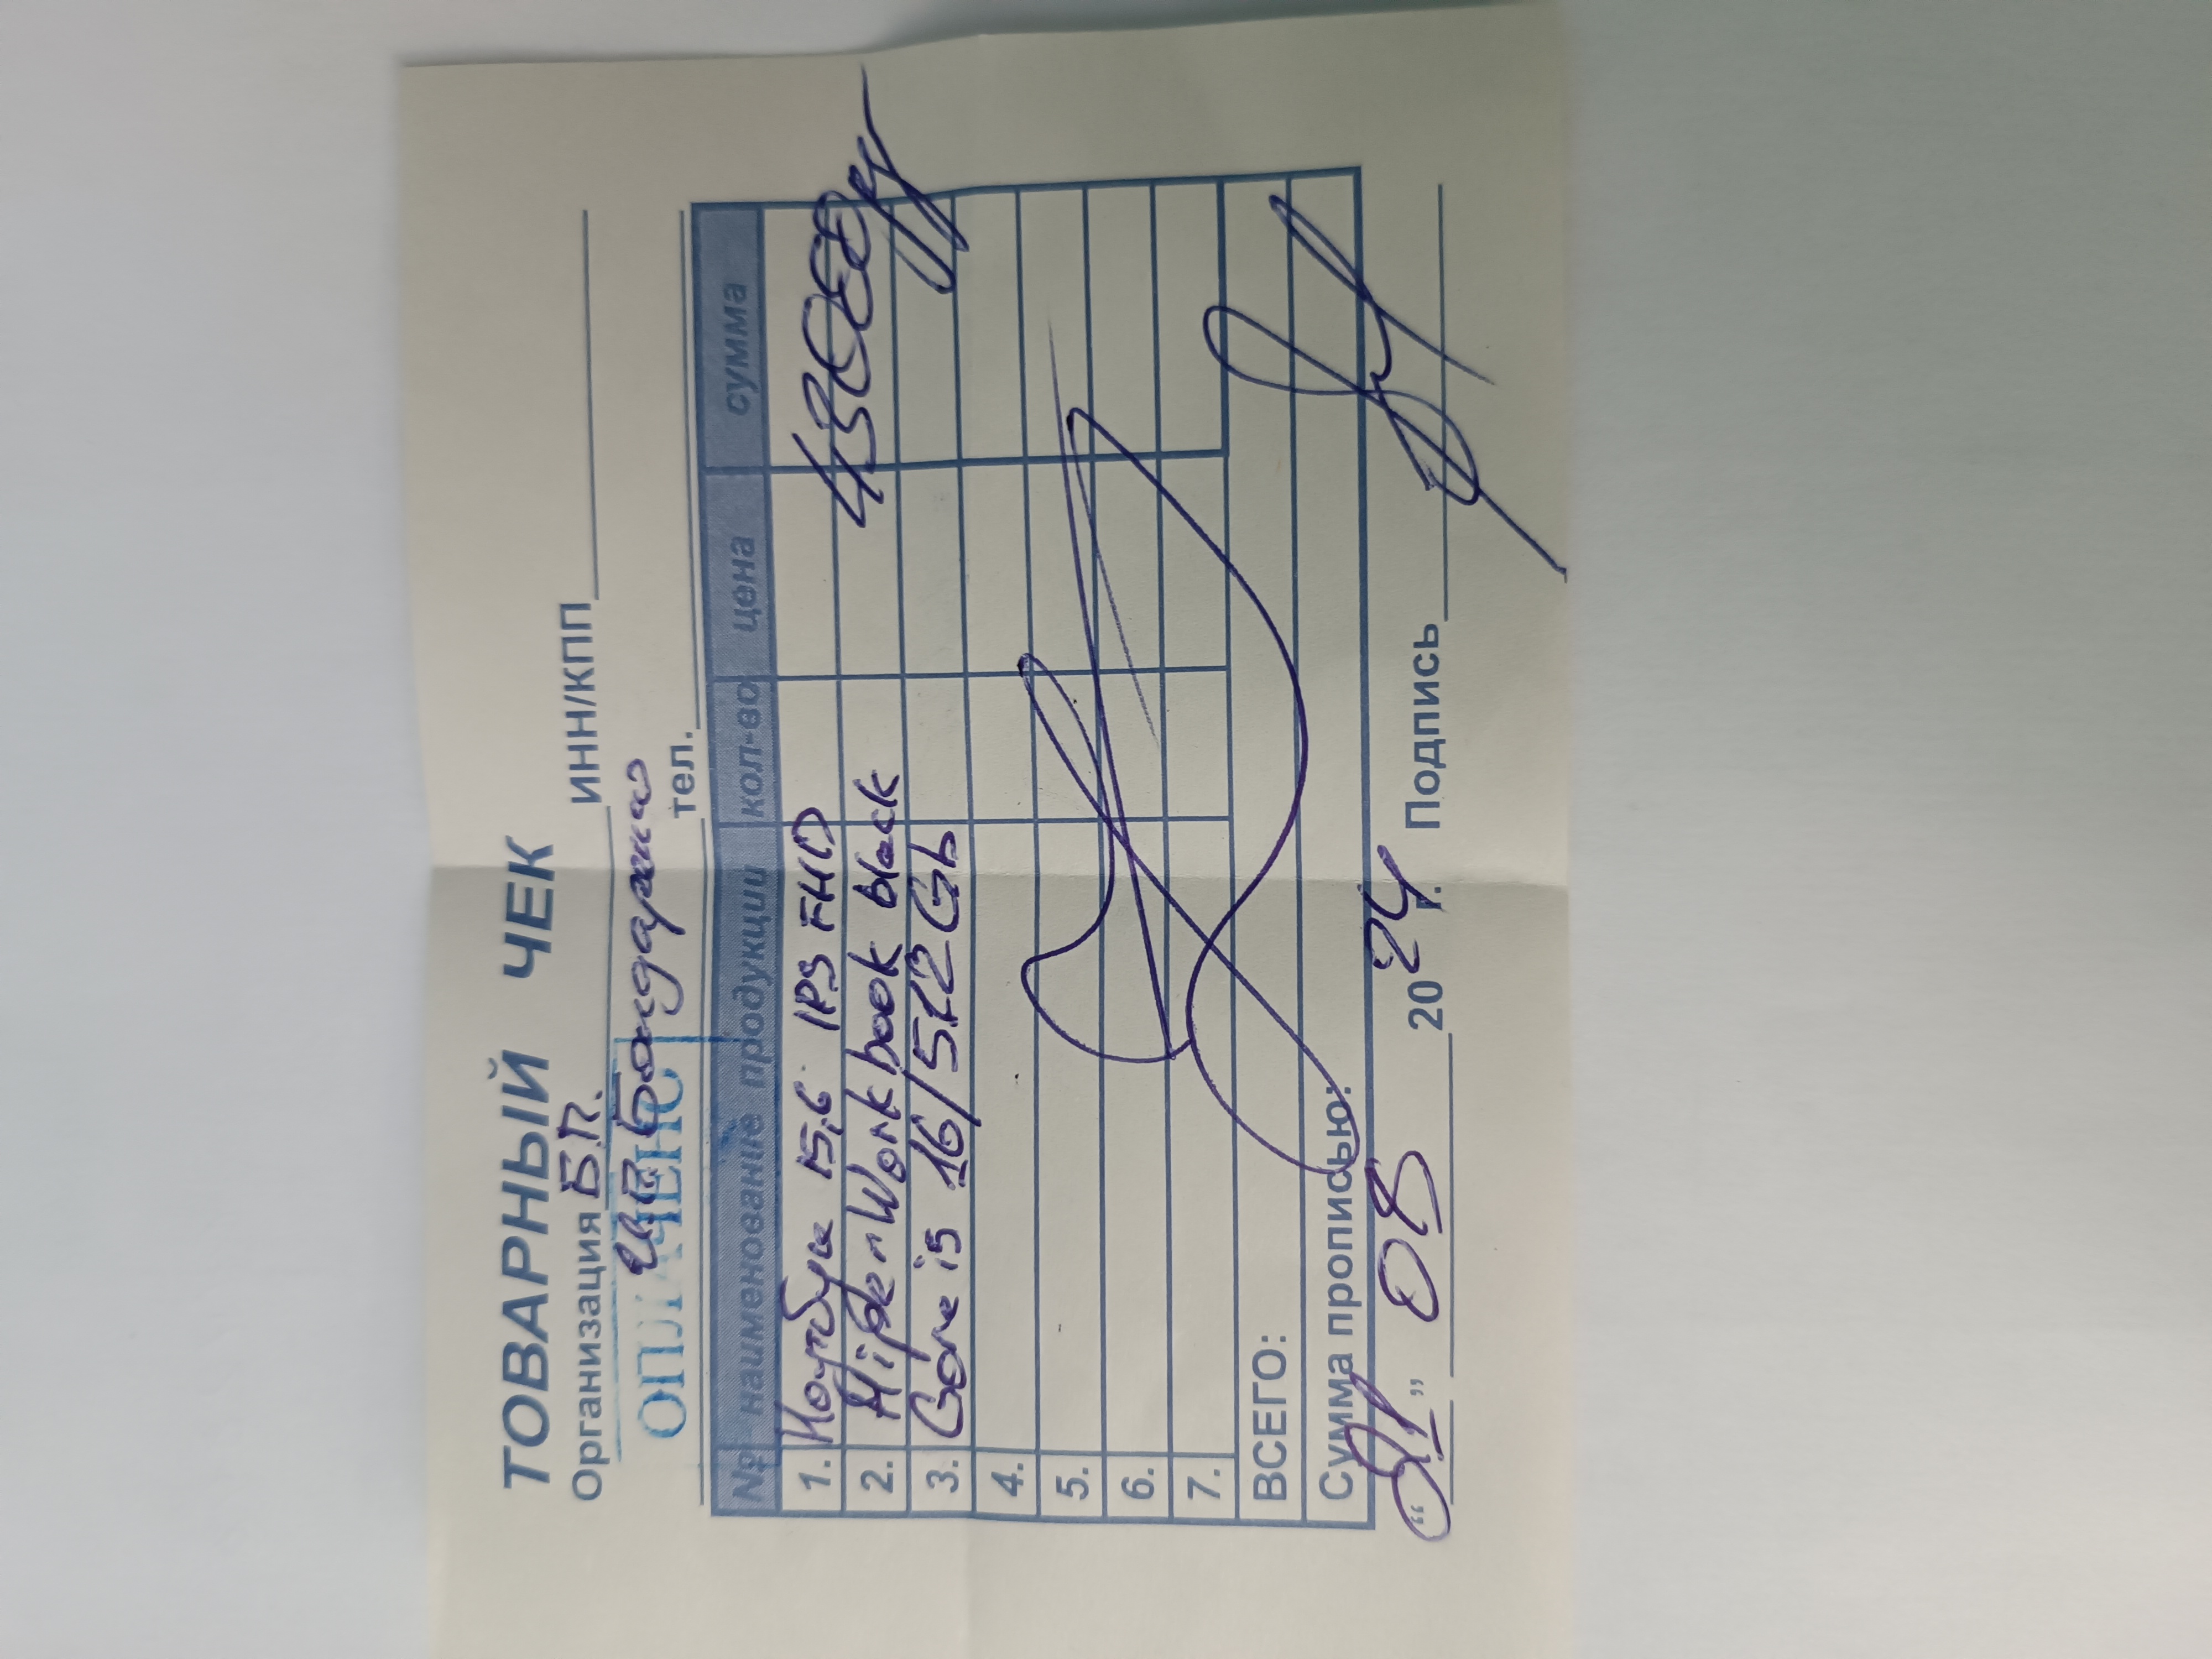 ТОВАРНЫЙ ЧЕК
Организация Б.П. ИНН/КПП
ИП Бондаренко
ОПЛАЧЕНО
тел.
№ наименование продукции кол-во цена сумма
1. Ноутбук 15,6 IPS FHD
2. Hiper Workbook black
3. Core i5 16/512 Gb
4.
5.
6.
7.
ВСЕГО:
Сумма прописью:
" " 08 2024 г. Подпись